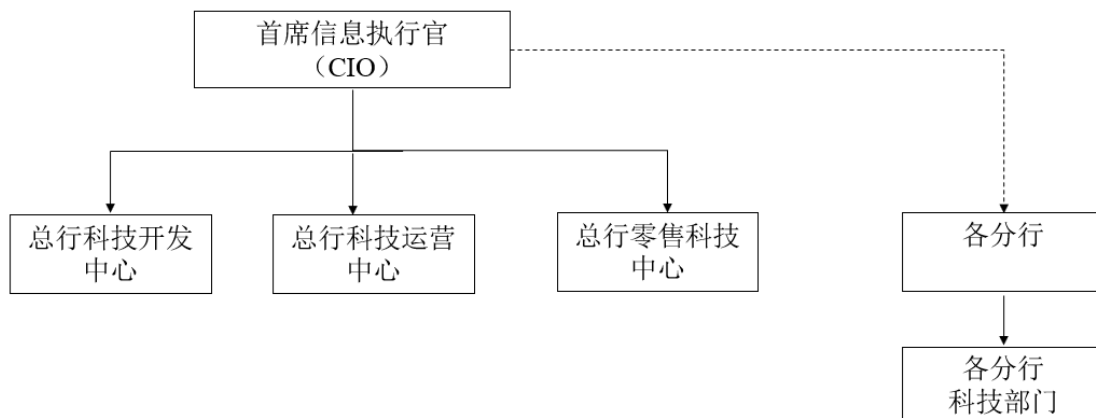 首席信息执行官
（CIO）
总行科技开发
中心
总行科技运营
中心
总行零售科技
中心
各分行
各分行
科技部门